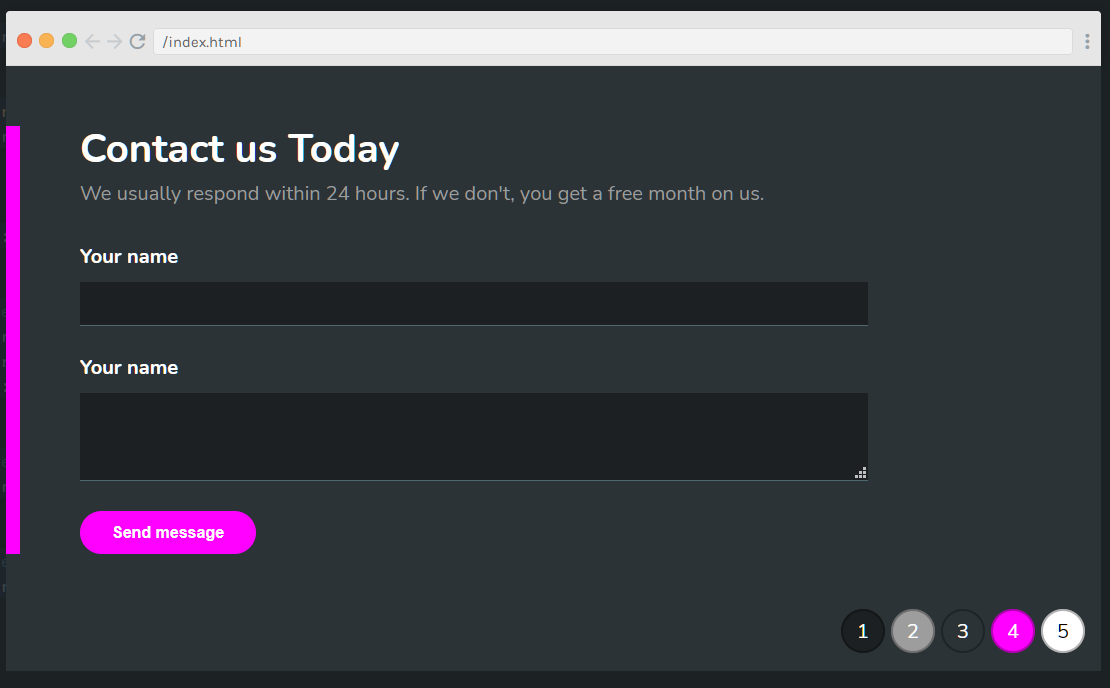 /index.html
Contact us Today
We usually respond within 24 hours. If we don't, you get a free month on us.
Your name
Your name
Send message
1 2 3 4 5